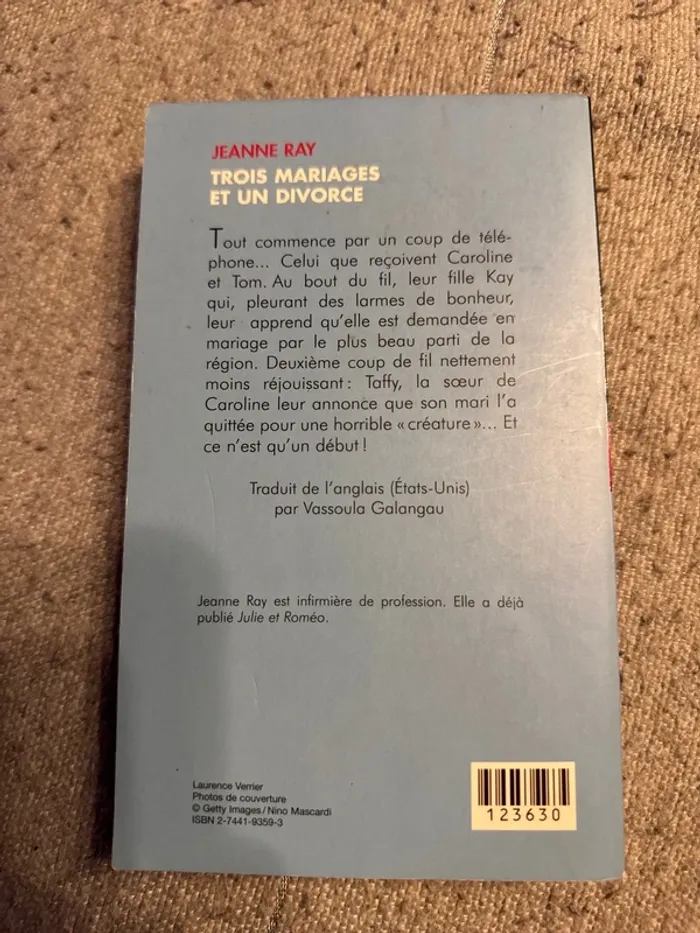 JEANNE RAY
TROIS MARIAGES
ET UN DIVORCE
Tout commence par un coup de télé-
phone... Celui que reçoivent Caroline
et Tom. Au bout du fil, leur fille Kay
qui, pleurant des larmes de bonheur,
leur apprend qu'elle est demandée en
mariage par le plus beau parti de la
région. Deuxième coup de fil nettement
moins réjouissant : Taffy, la sœur de
Caroline leur annonce que son mari l'a
quittée pour une horrible « créature »... Et
ce n'est qu'un début !
Traduit de l'anglais (États-Unis)
par Vassoula Galangau
Jeanne Ray est infirmière de profession. Elle a déjà
publié Julie et Roméo.
Laurence Verrier
Photos de couverture
© Getty Images / Nino Mascardi
ISBN 2-7441-9359-3
123630